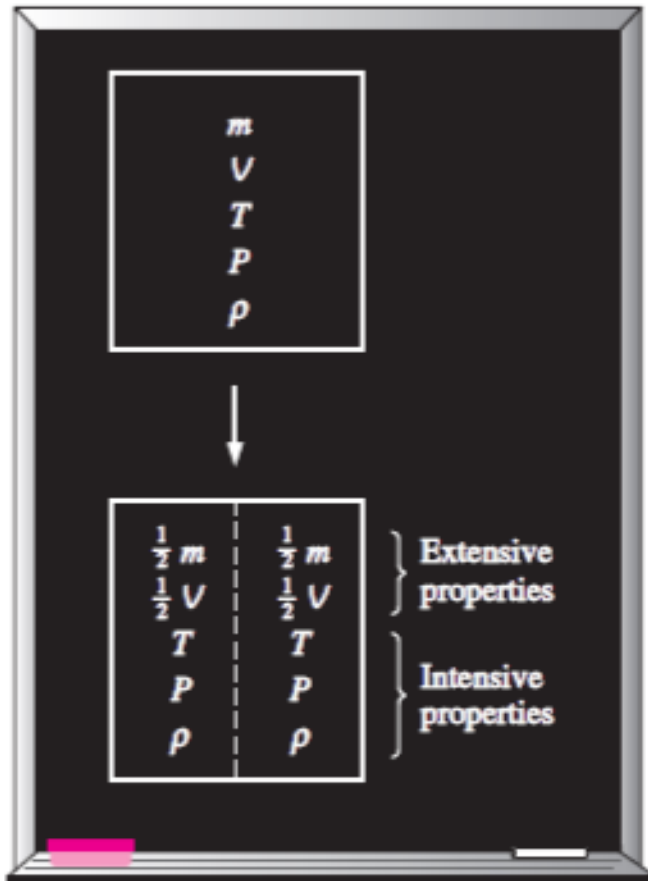 m
V
T
P
ρ
½ m ½ m
½ V ½ V
T T
P P
ρ ρ
Extensive
properties
Intensive
properties